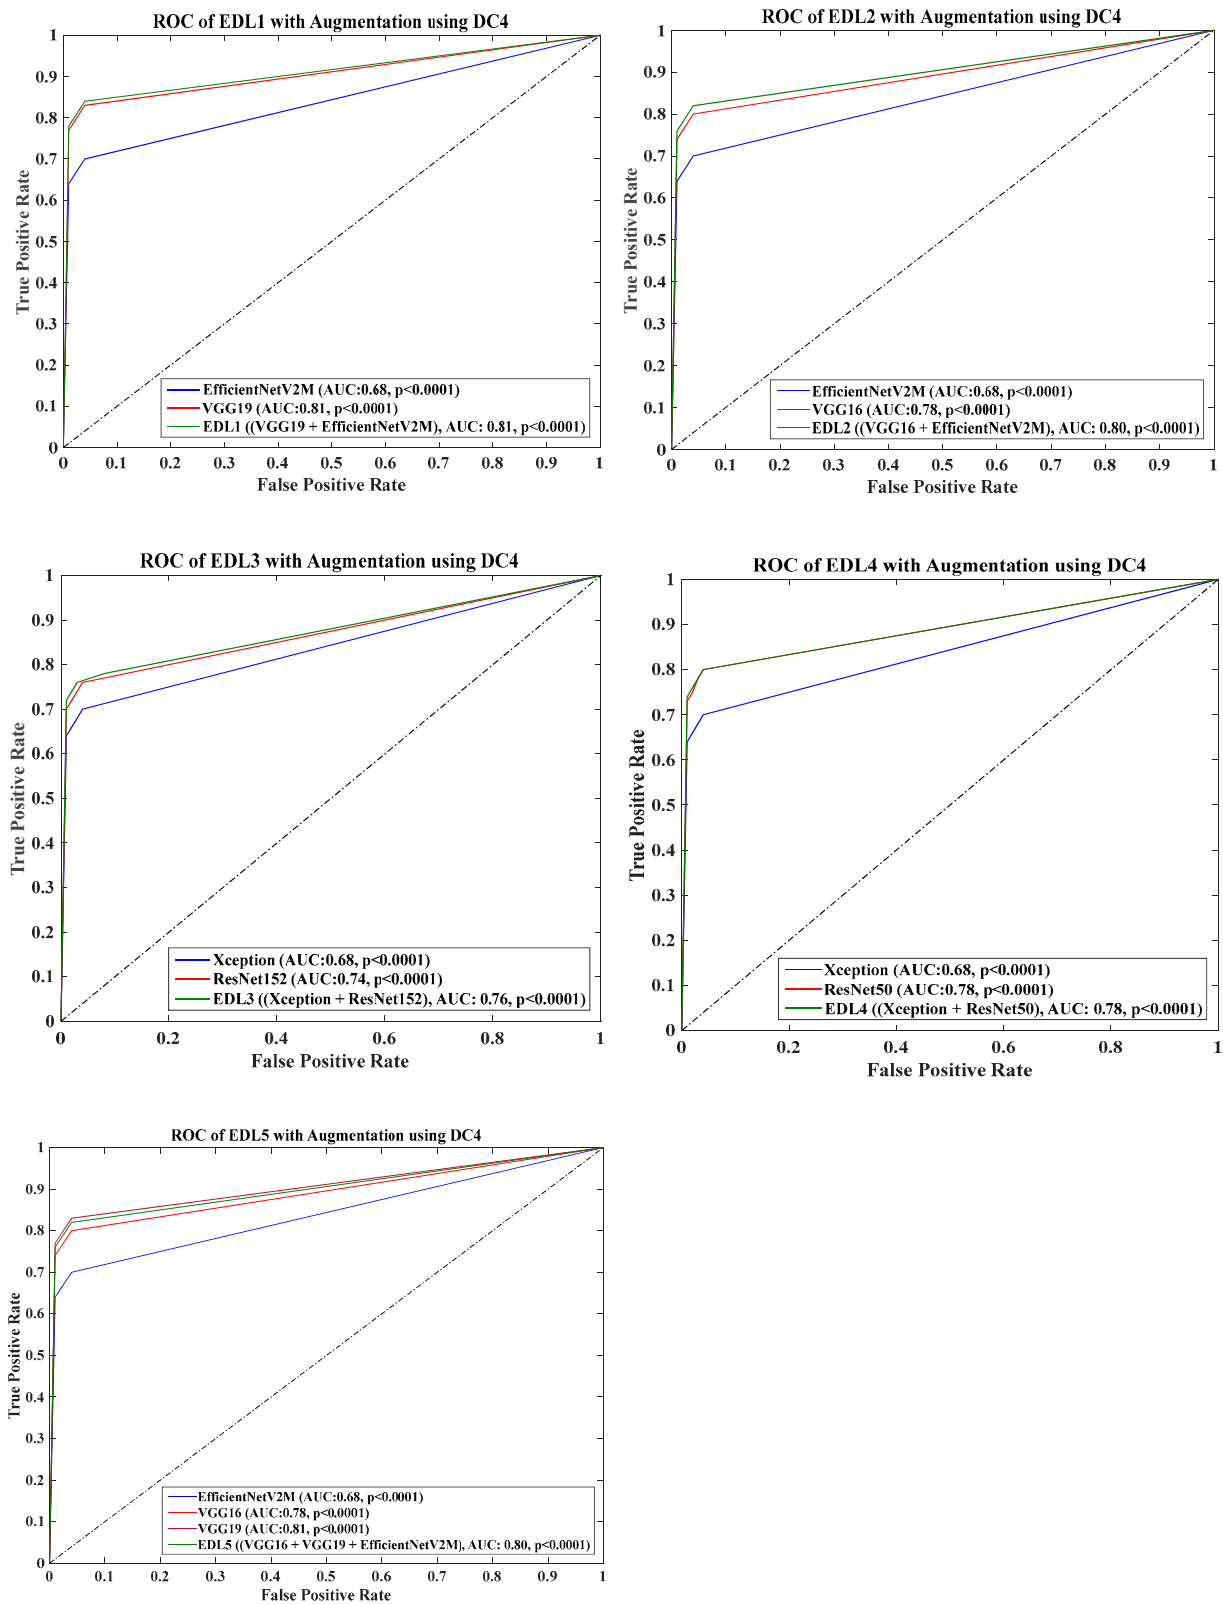 ROC of EDL1 with Augmentation using DC4
1
0.9
0.8
0.7
0.6
0.5
0.4
0.3
0.2
0.1
0
True Positive Rate
EfficientNetV2M (AUC:0.68, p<0.0001)
VGG19 (AUC:0.81, p<0.0001)
EDL1 ((VGG19 + EfficientNetV2M), AUC: 0.81, p<0.0001)
0 0.1 0.2 0.3 0.4 0.5 0.6 0.7 0.8 0.9 1
False Positive Rate
ROC of EDL2 with Augmentation using DC4
1
0.9
0.8
0.7
0.6
0.5
0.4
0.3
0.2
0.1
0
True Positive Rate
EfficientNetV2M (AUC:0.68, p<0.0001)
VGG16 (AUC:0.78, p<0.0001)
EDL2 ((VGG16 + EfficientNetV2M), AUC: 0.80, p<0.0001)
0 0.1 0.2 0.3 0.4 0.5 0.6 0.7 0.8 0.9 1
False Positive Rate
ROC of EDL3 with Augmentation using DC4
1
0.9
0.8
0.7
0.6
0.5
0.4
0.3
0.2
0.1
0
True Positive Rate
Xception (AUC:0.68, p<0.0001)
ResNet152 (AUC:0.74, p<0.0001)
EDL3 ((Xception + ResNet152), AUC: 0.76, p<0.0001)
0 0.2 0.4 0.6 0.8 1
False Positive Rate
ROC of EDL4 with Augmentation using DC4
1
0.9
0.8
0.7
0.6
0.5
0.4
0.3
0.2
0.1
0
True Positive Rate
Xception (AUC:0.68, p<0.0001)
ResNet50 (AUC:0.78, p<0.0001)
EDL4 ((Xception + ResNet50), AUC: 0.78, p<0.0001)
0 0.2 0.4 0.6 0.8 1
False Positive Rate
ROC of EDL5 with Augmentation using DC4
1
0.9
0.8
0.7
0.6
0.5
0.4
0.3
0.2
0.1
0
True Positive Rate
EfficientNetV2M (AUC:0.68, p<0.0001)
VGG16 (AUC:0.78, p<0.0001)
VGG19 (AUC:0.81, p<0.0001)
EDL5 ((VGG16 + VGG19 + EfficientNetV2M), AUC: 0.80, p<0.0001)
0 0.1 0.2 0.3 0.4 0.5 0.6 0.7 0.8 0.9 1
False Positive Rate